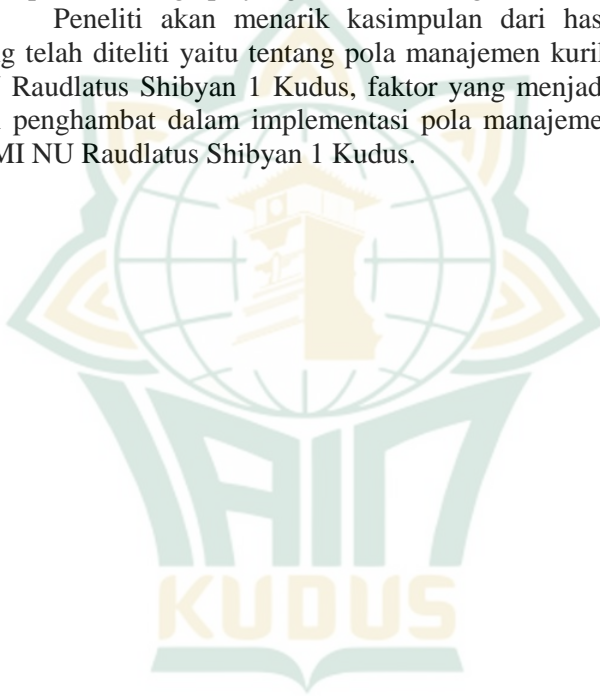 Peneliti akan menarik kasimpulan dari has
g telah diteliti yaitu tentang pola manajemen kuril
Raudlatus Shibyan 1 Kudus, faktor yang menjad
penghambat dalam implementasi pola manajeme
MI NU Raudlatus Shibyan 1 Kudus.
IAIN
KUDUS